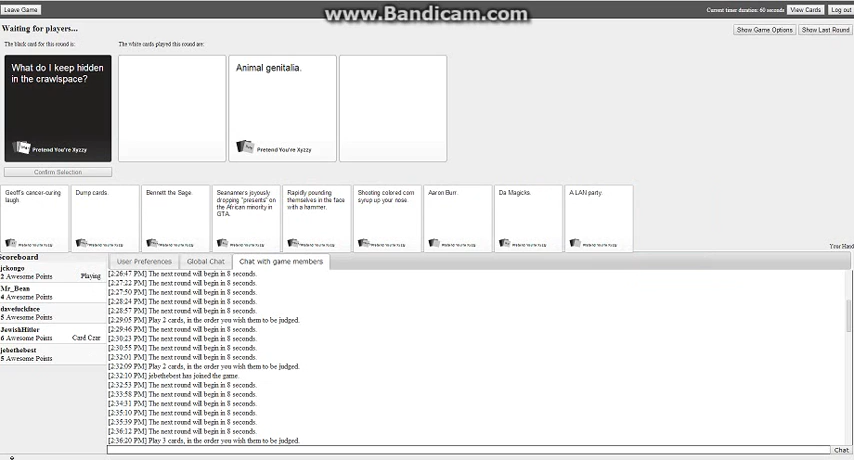 www.Bandicam.com
Leave Game
Current timer duration: 60 seconds
View Cards
Log out
Waiting for players...
Show Game Options
Show Last Round
The black card for this round is:
The white cards played this round are:
What do I keep hidden
in the crawlspace?
Pretend You're Xyzzy
Animal genitalia.
Pretend You're Xyzzy
Confirm Selection
Geoff's cancer-curing
laugh
Dump cards.
Bennett the Sage.
Seananners joyously
dropping "presents" on
the African minority in
GTA.
Rapidly pounding
themselves in the face
with a hammer.
Shooting colored corn
syrup up your nose
Aaron Burr.
Da Magicks.
A LAN party.
Your Hand
Scoreboard
jckongo
2 Awesome Points
Playing
Mr_Bean
4 Awesome Points
davefuckface
5 Awesome Points
JewishHitler
6 Awesome Points
Card Czar
jebethebest
5 Awesome Points
User Preferences
Global Chat
Chat with game members
[2:26:47 PM] The next round will begin in 8 seconds.
[2:27:22 PM] The next round will begin in 8 seconds.
[2:27:50 PM] The next round will begin in 8 seconds.
[2:28:24 PM] The next round will begin in 8 seconds.
[2:28:57 PM] The next round will begin in 8 seconds.
[2:29:05 PM] Play 2 cards, in the order you wish them to be judged.
[2:29:46 PM] The next round will begin in 8 seconds.
[2:30:23 PM] The next round will begin in 8 seconds.
[2:30:55 PM] The next round will begin in 8 seconds.
[2:32:01 PM] The next round will begin in 8 seconds.
[2:32:09 PM] Play 2 cards, in the order you wish them to be judged.
[2:32:10 PM] jebethebest has joined the game.
[2:32:53 PM] The next round will begin in 8 seconds.
[2:33:58 PM] The next round will begin in 8 seconds.
[2:34:31 PM] The next round will begin in 8 seconds.
[2:35:10 PM] The next round will begin in 8 seconds.
[2:35:39 PM] The next round will begin in 8 seconds.
[2:36:12 PM] The next round will begin in 8 seconds.
[2:36:20 PM] Play 3 cards, in the order you wish them to be judged.
Chat